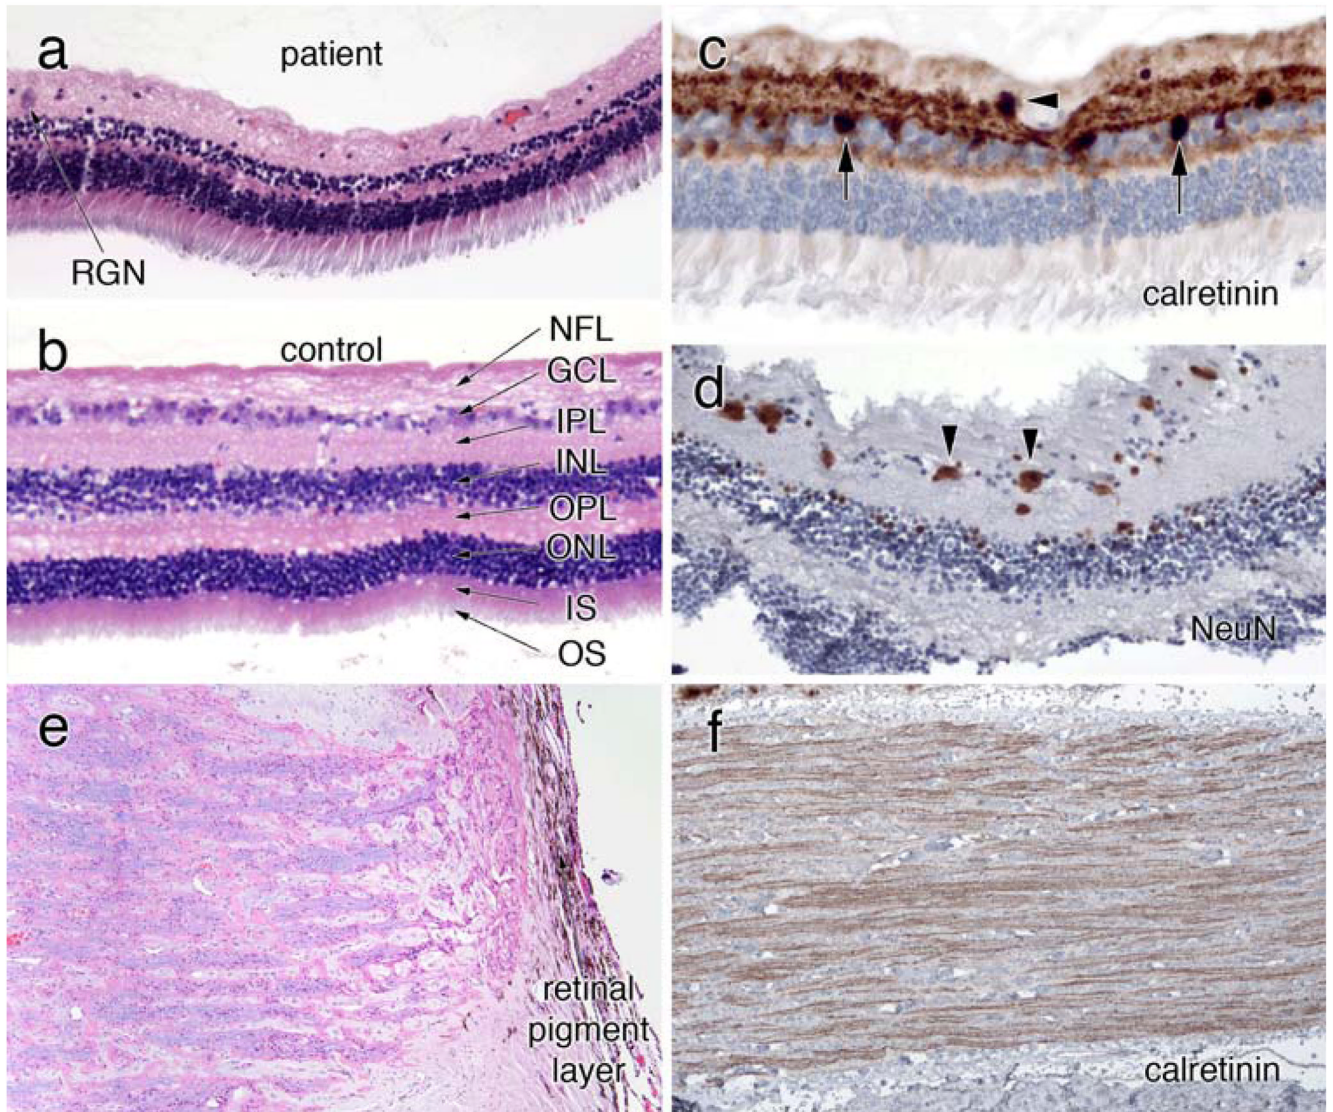 a
patient
RGN
b
control
NFL
GCL
IPL
INL
OPL
ONL
IS
OS
c
calretinin
d
NeuN
e
retinal
pigment
layer
f
calretinin